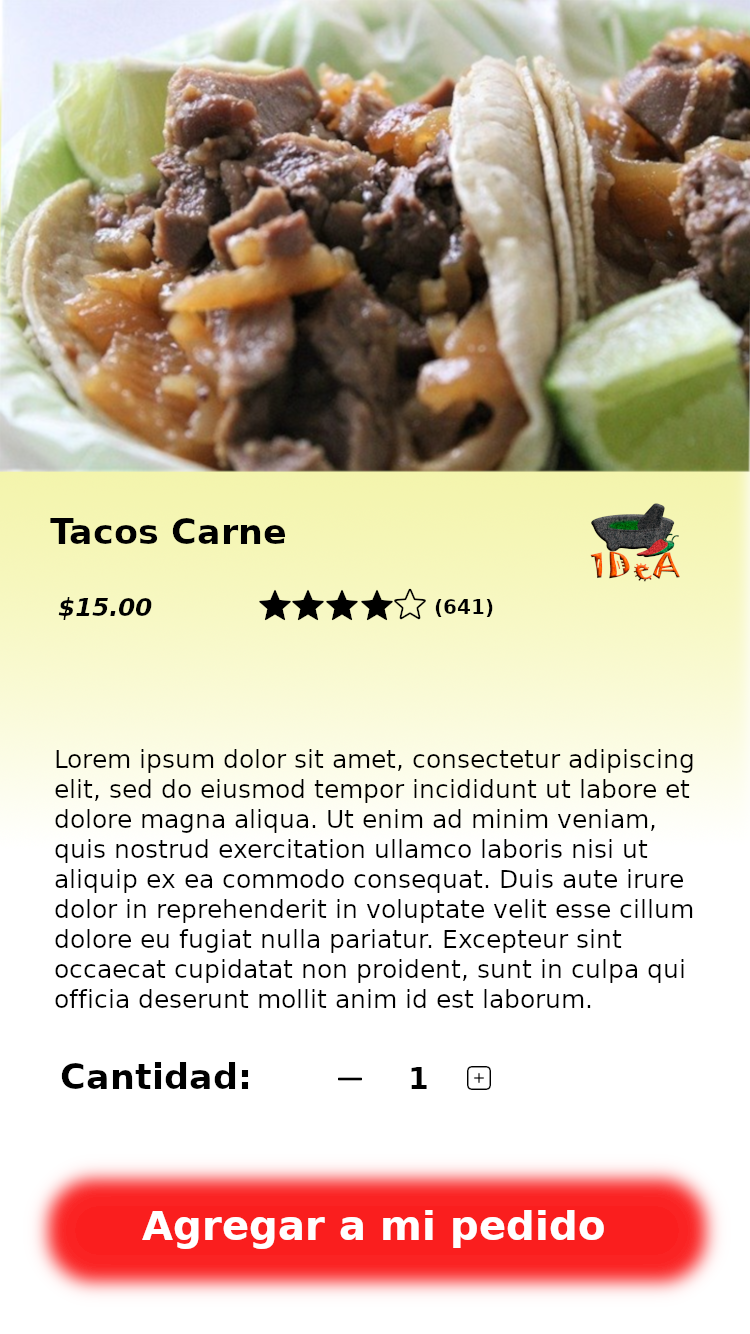 Tacos Carne
IDeA
$15.00
(641)
Lorem ipsum dolor sit amet, consectetur adipiscing
elit, sed do eiusmod tempor incididunt ut labore et
dolore magna aliqua. Ut enim ad minim veniam,
quis nostrud exercitation ullamco laboris nisi ut
aliquip ex ea commodo consequat. Duis aute irure
dolor in reprehenderit in voluptate velit esse cillum
dolore eu fugiat nulla pariatur. Excepteur sint
occaecat cupidatat non proident, sunt in culpa qui
officia deserunt mollit anim id est laborum.
Cantidad: — 1 +
Agregar a mi pedido